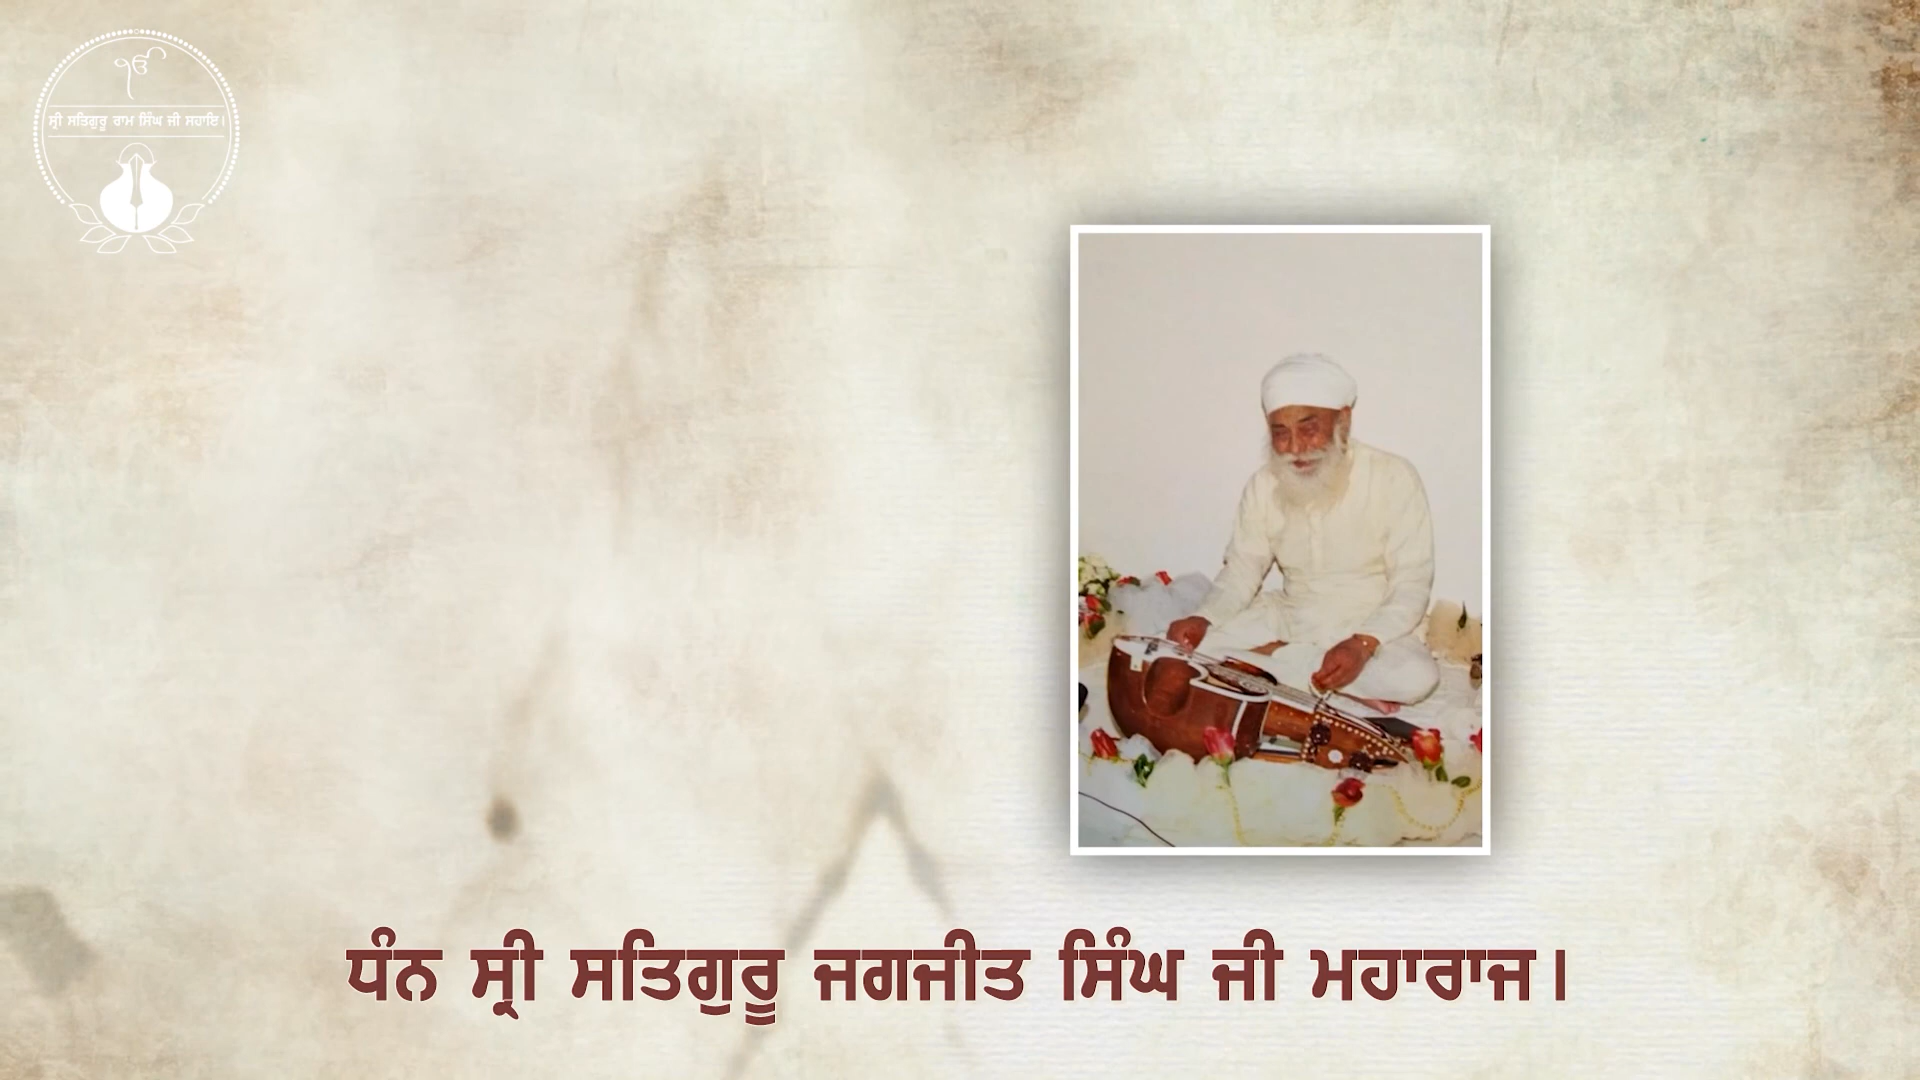 ੴ
ਸ੍ਰੀ ਸਤਿਗੁਰੂ ਰਾਮ ਸਿੰਘ ਜੀ ਸਹਾਇ।
ਧੰਨ ਸ੍ਰੀ ਸਤਿਗੁਰੂ ਜਗਜੀਤ ਸਿੰਘ ਜੀ ਮਹਾਰਾਜ।